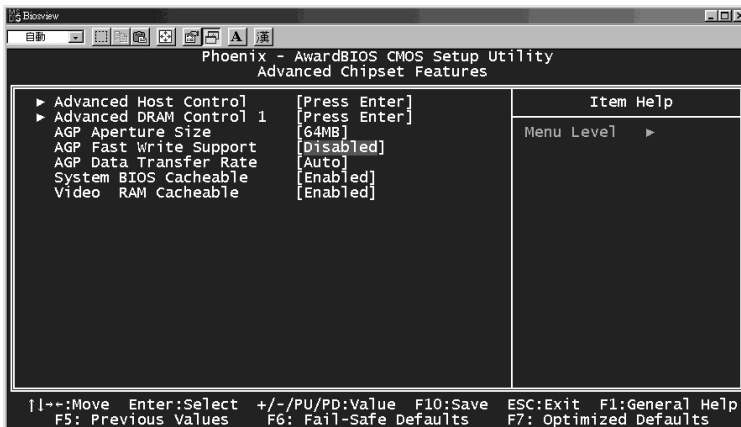 Biosview
自動
A 漢
Phoenix - AwardBIOS CMOS Setup Utility
Advanced Chipset Features
► Advanced Host Control [Press Enter]
► Advanced DRAM Control 1 [Press Enter]
AGP Aperture Size [64MB]
AGP Fast Write Support [Disabled]
AGP Data Transfer Rate [Auto]
System BIOS Cacheable [Enabled]
Video RAM Cacheable [Enabled]
Item Help
Menu Level ►
↑↓→←:Move Enter:Select +/-/PU/PD:Value F10:Save ESC:Exit F1:General Help
F5: Previous Values F6: Fail-Safe Defaults F7: Optimized Defaults